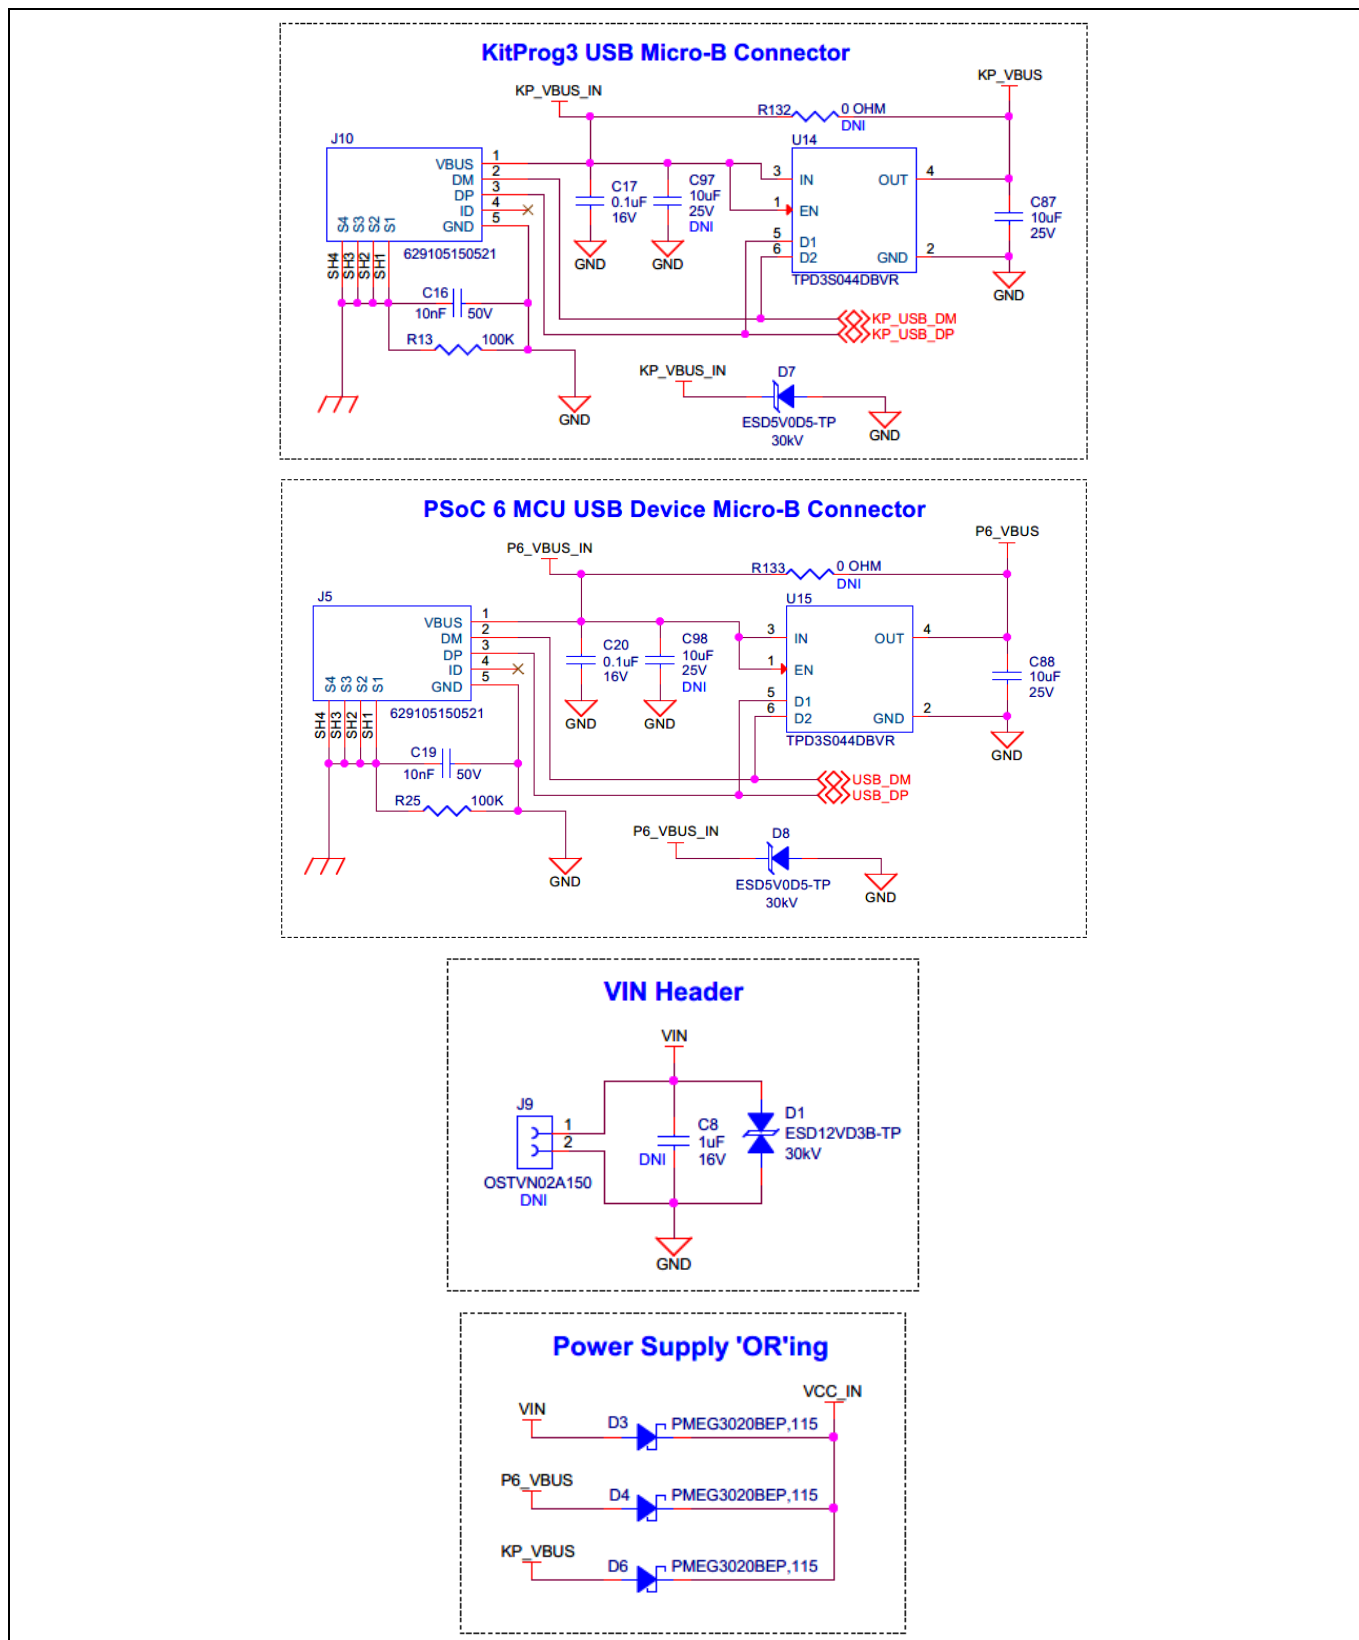 KitProg3 USB Micro-B Connector
KP_VBUS
KP_VBUS_IN
R132 0 OHM
DNI
J10
U14
VBUS 1
DM 2
DP 3
ID 4
GND 5
S4 S3 S2 S1
SH4 SH3 SH2 SH1
629105150521
C17
0.1uF
16V
GND
C97
10uF
25V
DNI
GND
3 IN OUT 4
1 EN
5 D1
6 D2 GND 2
TPD3S044DBVR
C87
10uF
25V
GND
C16
10nF 50V
R13 100K
GND
KP_USB_DM
KP_USB_DP
KP_VBUS_IN
D7
ESD5V0D5-TP
30kV
GND
PSoC 6 MCU USB Device Micro-B Connector
P6_VBUS
P6_VBUS_IN
R133 0 OHM
DNI
J5
U15
VBUS 1
DM 2
DP 3
ID 4
GND 5
S4 S3 S2 S1
SH4 SH3 SH2 SH1
629105150521
C20
0.1uF
16V
GND
C98
10uF
25V
DNI
GND
3 IN OUT 4
1 EN
5 D1
6 D2 GND 2
TPD3S044DBVR
C88
10uF
25V
GND
C19
10nF 50V
R25 100K
GND
USB_DM
USB_DP
P6_VBUS_IN
D8
ESD5V0D5-TP
30kV
GND
VIN Header
VIN
J9
1
2
OSTVN02A150
DNI
C8
1uF
16V
DNI
D1
ESD12VD3B-TP
30kV
GND
Power Supply 'OR'ing
VCC_IN
VIN
D3 PMEG3020BEP,115
P6_VBUS
D4 PMEG3020BEP,115
KP_VBUS
D6 PMEG3020BEP,115